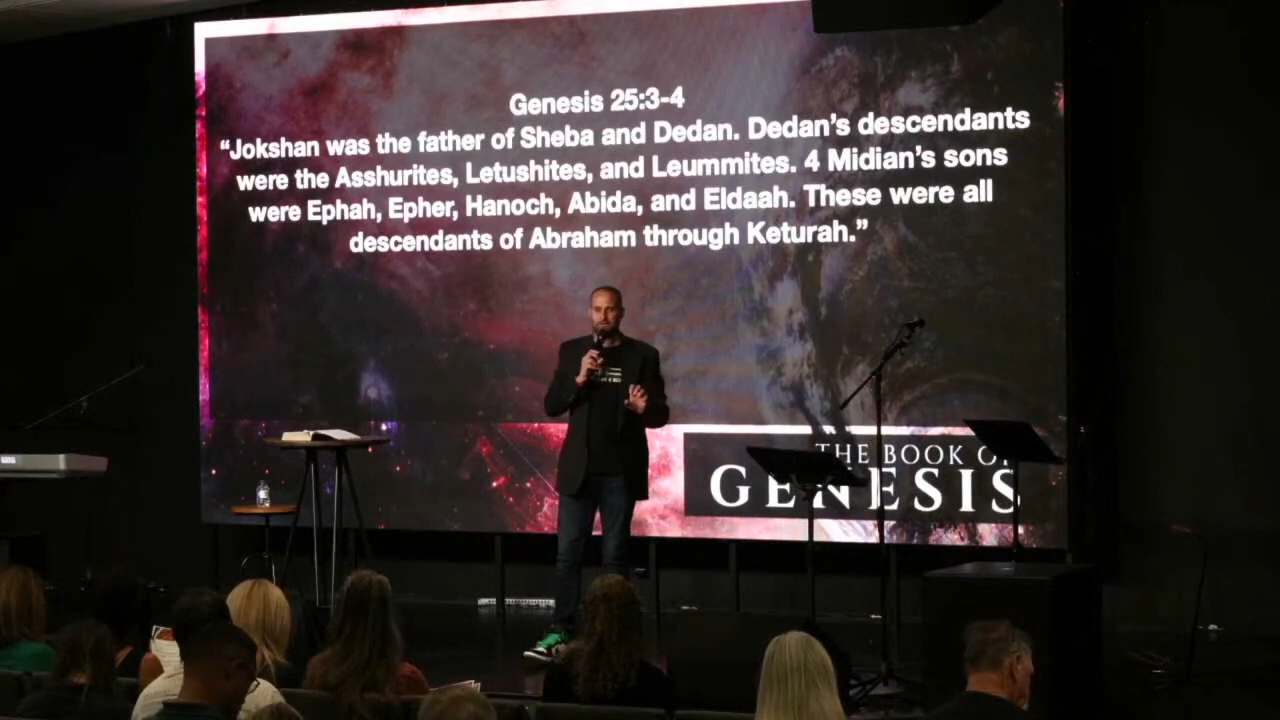 Genesis 25:3-4
“Jokshan was the father of Sheba and Dedan. Dedan’s descendants
were the Asshurites, Letushites, and Leummites. 4 Midian’s sons
were Ephah, Epher, Hanoch, Abida, and Eldaah. These were all
descendants of Abraham through Keturah.”
THE BOOK
GENESIS
KORG